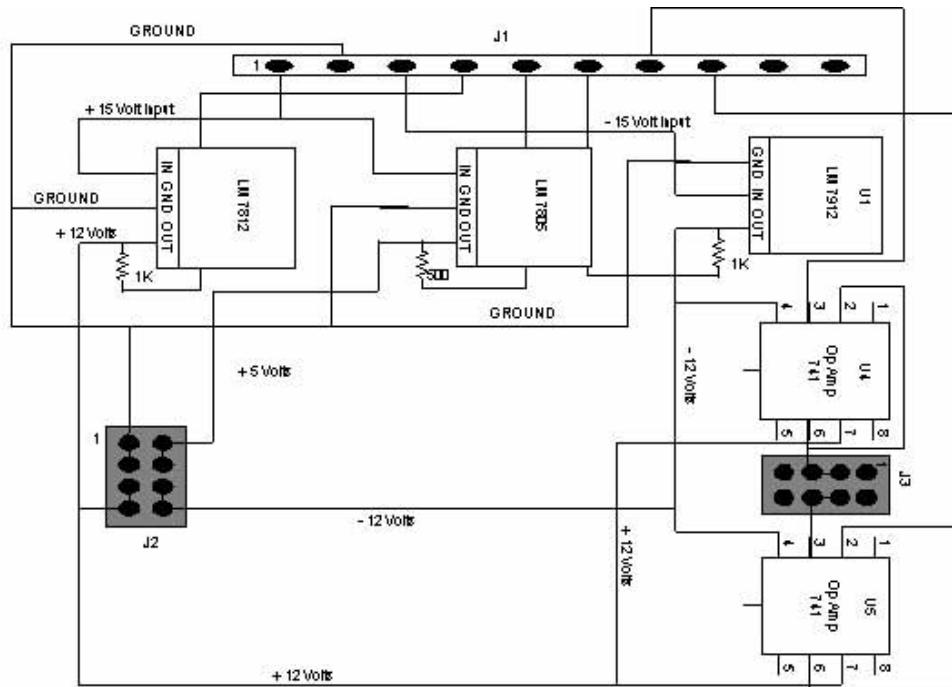 GROUND
J1
1
+ 15 Volt Input
- 15 Volt Input
IN GND OUT
LM 7812
IN GND OUT
LM 7805
GND IN OUT
LM 7912
U1
GROUND
+ 12 Volts
1K
500
1K
GROUND
4 3 2 1
Op Amp
741
U4
5 6 7 8
+ 5 Volts
- 12 Volts
1
J2
1
J3
- 12 Volts
+ 12 Volts
4 3 2 1
Op Amp
741
U5
5 6 7 8
+ 12 Volts